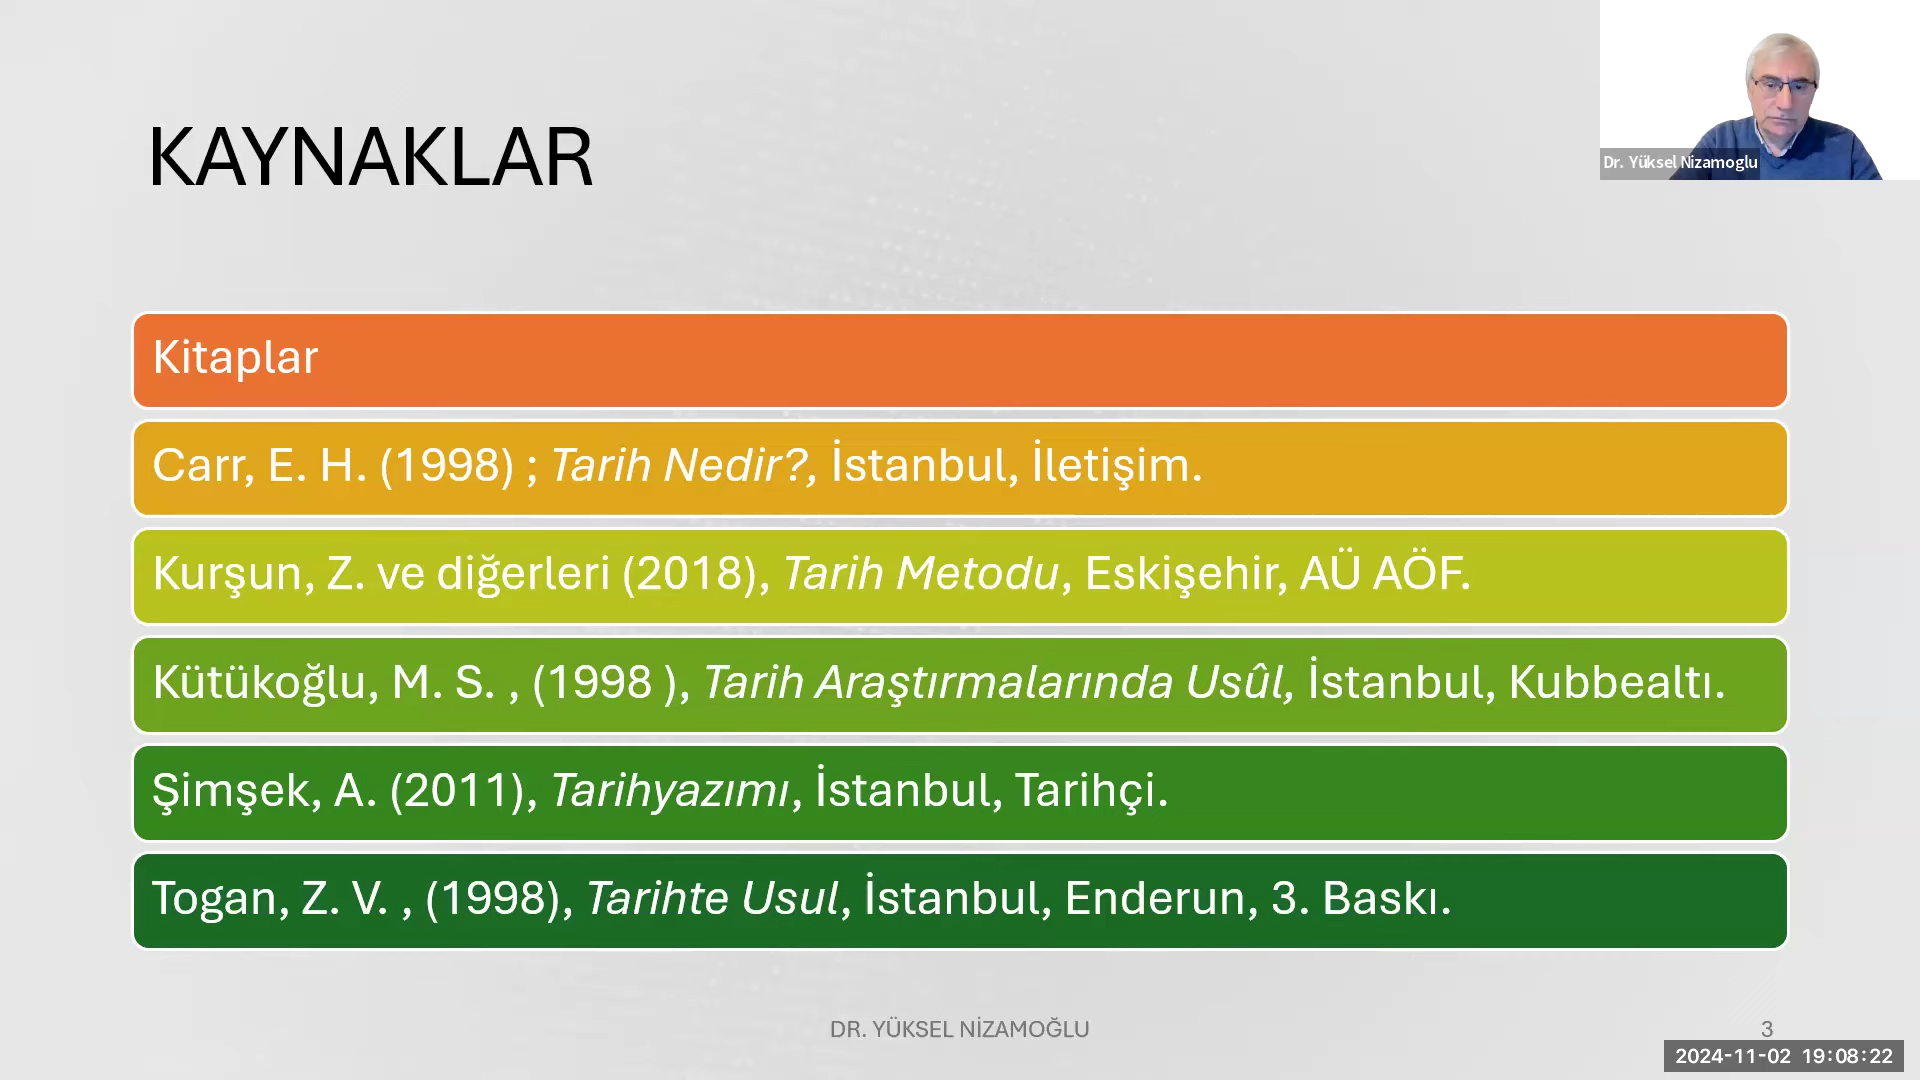 KAYNAKLAR
Dr. Yüksel Nizamoglu
Kitaplar
Carr, E. H. (1998) ; Tarih Nedir?, İstanbul, İletişim.
Kurşun, Z. ve diğerleri (2018), Tarih Metodu, Eskişehir, AÜ AÖF.
Kütükoğlu, M. S. , (1998 ), Tarih Araştırmalarında Usûl, İstanbul, Kubbealtı.
Şimşek, A. (2011), Tarihyazımı, İstanbul, Tarihçi.
Togan, Z. V. , (1998), Tarihte Usul, İstanbul, Enderun, 3. Baskı.
DR. YÜKSEL NİZAMOĞLU
3
2024-11-02 19:08:22